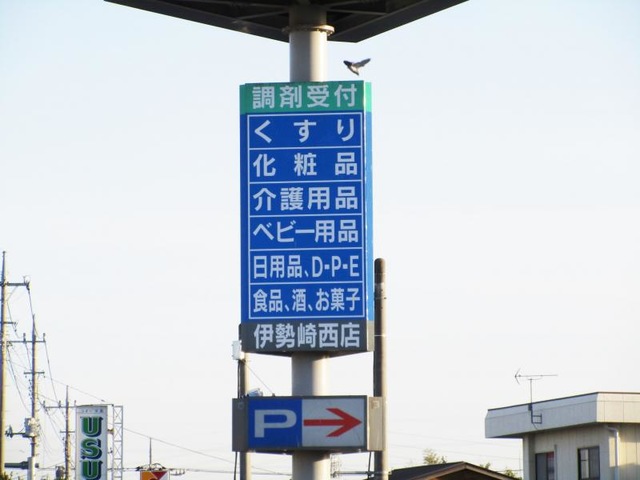 調剤受付
くすり
化粧品
介護用品
ベビー用品
日用品、D-P-E
食品、酒、お菓子
伊勢崎西店
P
USU